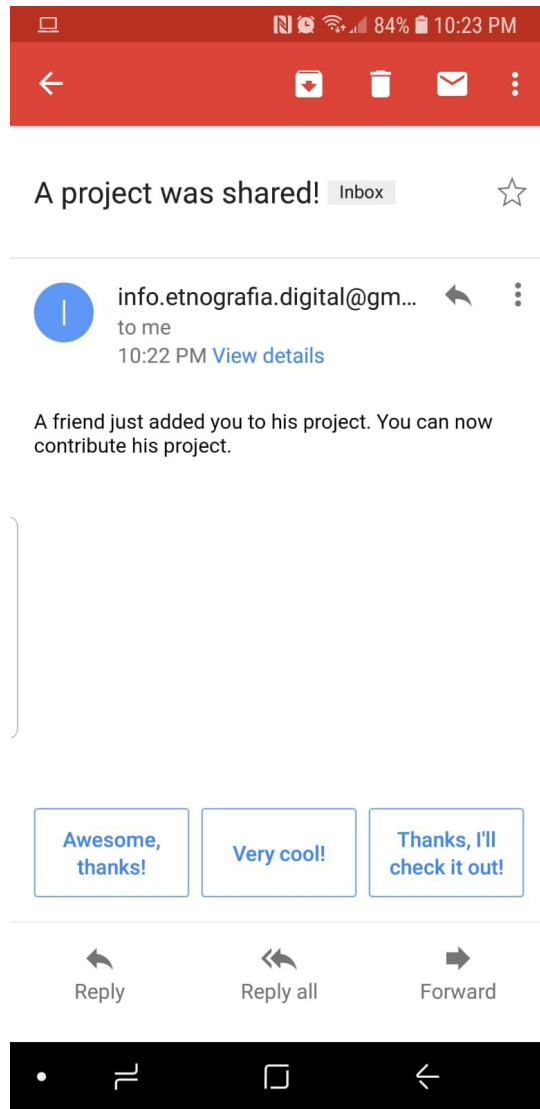 84% 10:23 PM
A project was shared! Inbox
I
info.etnografia.digital@gm...
to me
10:22 PM View details
A friend just added you to his project. You can now
contribute his project.
Awesome,
thanks!
Very cool!
Thanks, I'll
check it out!
Reply
Reply all
Forward